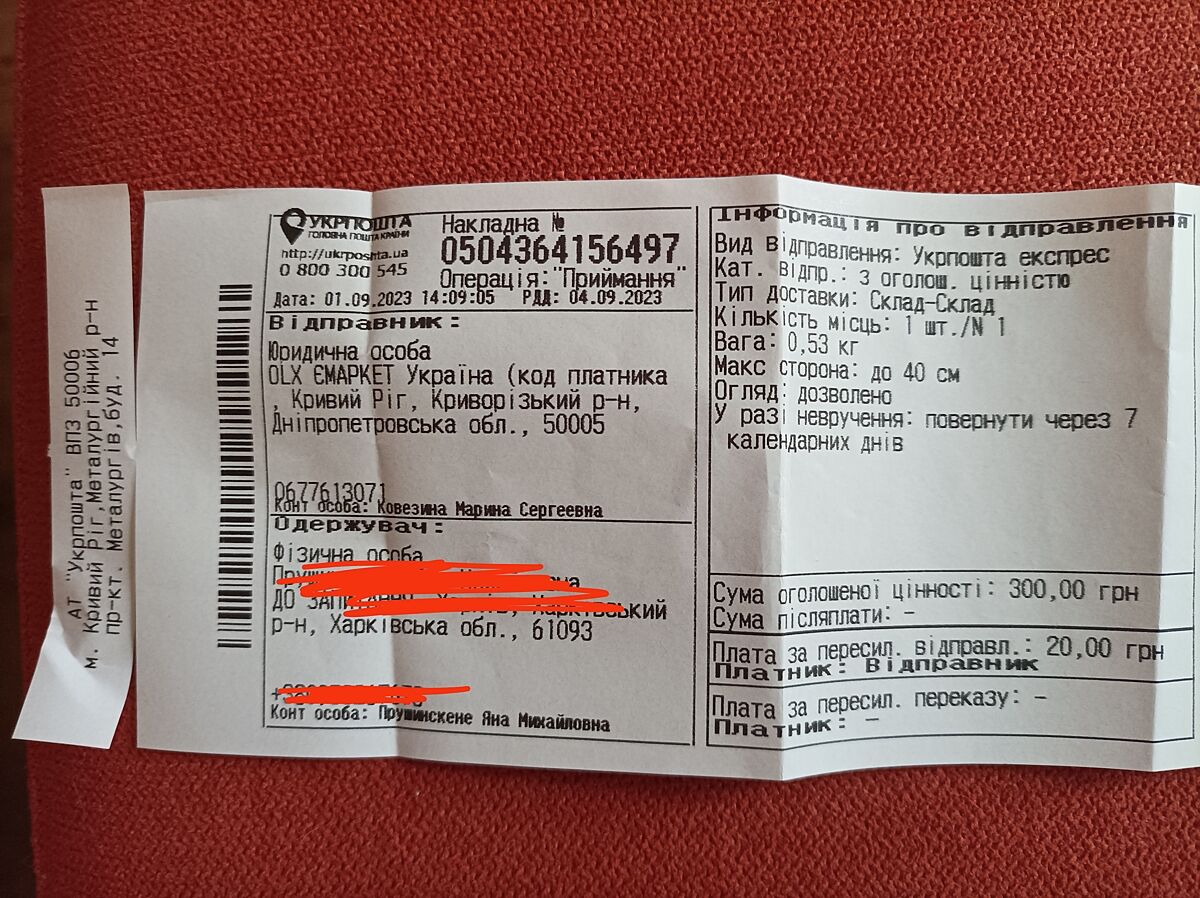 АТ "Укрпошта" ВПЗ 50006
м. Кривий Ріг,Металургійний р-н
пр-кт. Металургів,буд. 14
УКРПОШТА
ГОЛОВНА ПОШТА КРАЇНИ
http://ukrposhta.ua
0 800 300 545
Накладна №
0504364156497
Операція:"Приймання"
Дата: 01.09.2023 14:09:05 РДД: 04.09.2023
Відправник:
Юридична особа
OLX ЄМАРКЕТ Україна (код платника
, Кривий Ріг, Криворізький р-н,
Дніпропетровська обл., 50005
0677613071
Конт особа: Ковезина Марина Сергеевна
Одержувач:
Фізична особа
ДО
р-н, Харківська обл., 61093
Конт особа: Прушинскене Яна Михайловна
Інформація про відправлення
Вид відправлення: Укрпошта експрес
Кат. відпр.: з оголош. цінністю
Тип доставки: Склад-Склад
Кількість місць: 1 шт./N 1
Вага: 0,53 кг
Макс сторона: до 40 см
Огляд: дозволено
У разі невручення: повернути через 7
календарних днів
Сума оголошеної цінності: 300,00 грн
Сума післяплати: -
Плата за пересил. відправл.: 20,00 грн
Платник: Відправник
Плата за пересил. переказу: -
Платник: -